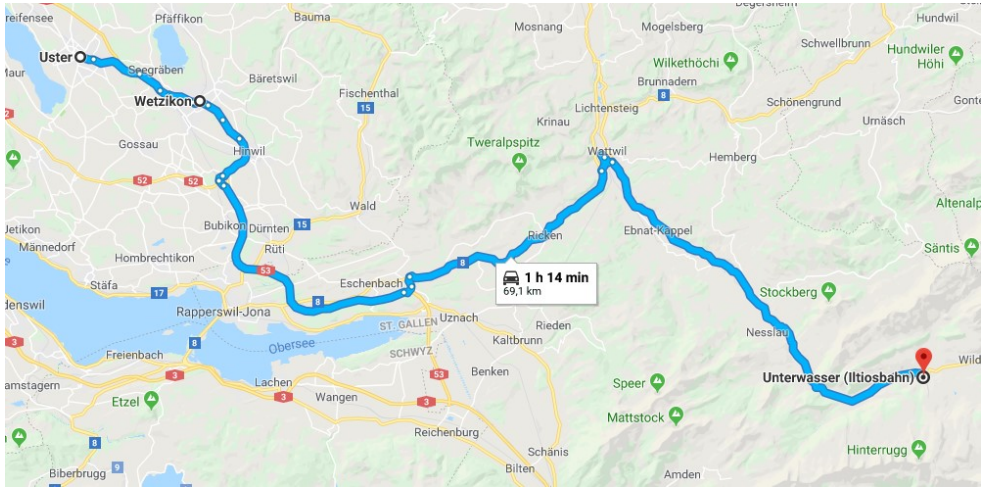 reifensee
Pfäffikon
Bauma
Mosnang
Mogelsberg
Degersheim
Hundwil
Schwellbrunn
Hundwiler
Höhi
Uster
Seegräben
Maur
Bäretswil
Wilkethöchi
Brunnadern
8
Fischenthal
15
Wetzikon
Lichtensteig
Schönengrund
Gonte
Urnäsch
52
Krinau
Gossau
Hinwil
Tweralpspitz
Wattwil
Hemberg
52
52
Wald
Altenalp
Bubikon
Dürnten
15
Ebnat-Kappel
Jetikon
Männedorf
Ricken
Rüti
Säntis
Hombrechtikon
8
53
1 h 14 min
69,1 km
Stäfa
17
Eschenbach
Stockberg
denswil
8
Rapperswil-Jona
Uznach
ST. GALLEN
Rieden
Nesslau
3
8
Obersee
Kaltbrunn
Freienbach
SCHWYZ
Wild
Unterwasser (Iltiosbahn)
3
Lachen
Benken
53
Speer
amstagern
Etzel
3
Wangen
3
Mattstock
Reichenburg
8
Schänis
Hinterrugg
Biberbrugg
9
Bilten
Amden